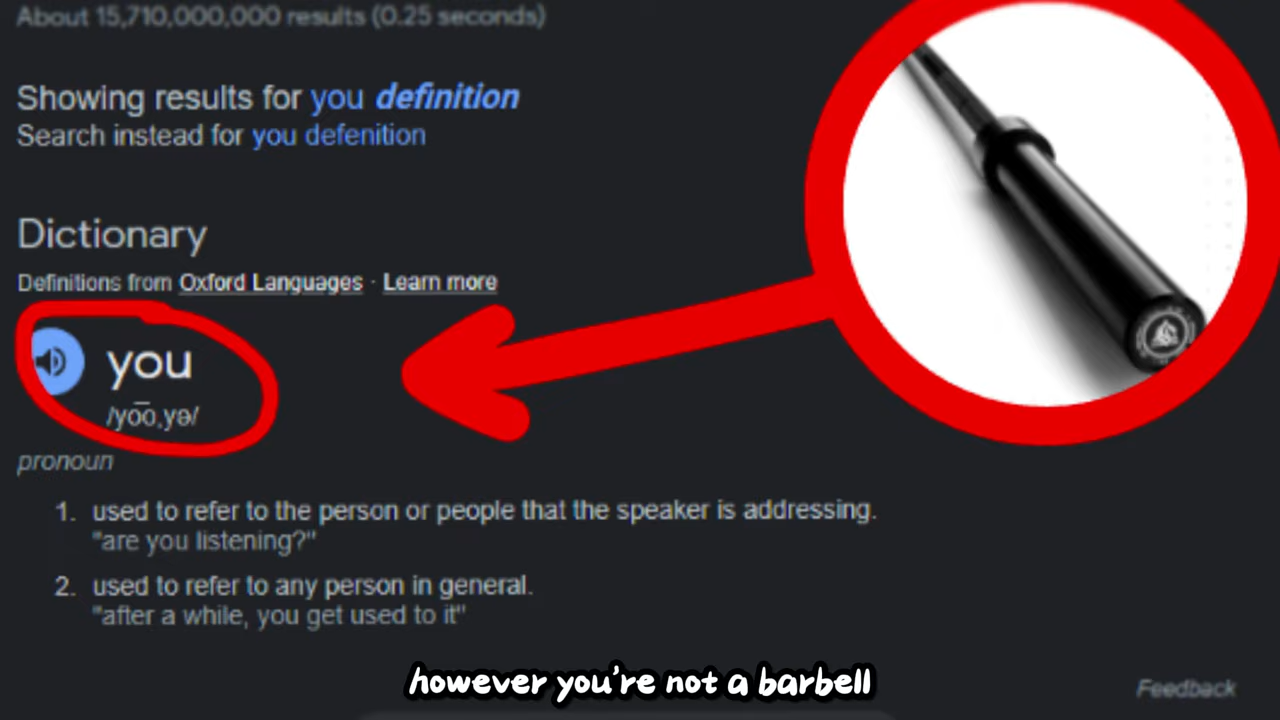 About 15,710,000,000 results (0.25 seconds)
Showing results for you definition
Search instead for you defenition
Dictionary
Definitions from Oxford Languages · Learn more
you
/yo͞o,yə/
pronoun
1. used to refer to the person or people that the speaker is addressing.
"are you listening?"
2. used to refer to any person in general.
"after a while, you get used to it"
however you're not a barbell
Feedback